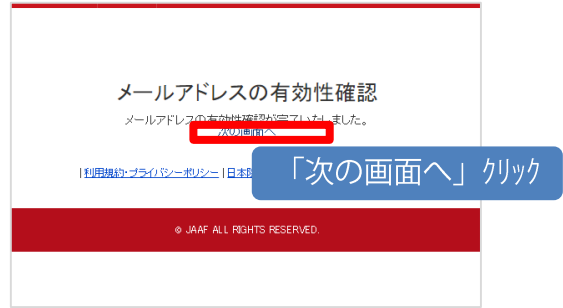 メールアドレスの有効性確認
メールアドレスの有効性確認が完了いたしました。
次の画面へ
| 利用規約・プライバシーポリシー | 日本
「次の画面へ」クリック
© JAAF ALL RIGHTS RESERVED.